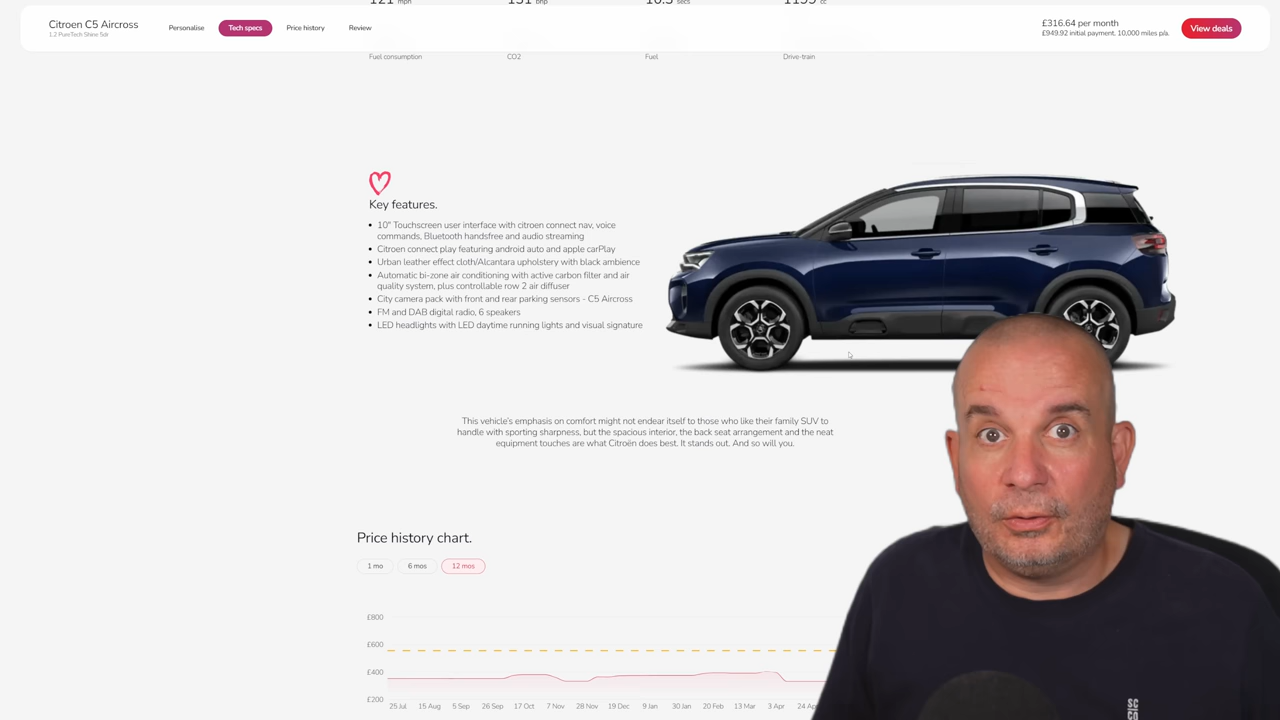 121 mph 131 bhp 10.3 secs 1199 cc
Citroen C5 Aircross
1.2 PureTech Shine 5dr
Personalise Tech specs Price history Review
£316.64 per month
£949.92 initial payment, 10,000 miles p/a.
View deals
Fuel consumption CO2 Fuel Drive-train
Key features.
• 10" Touchscreen user interface with citroen connect nav, voice
commands, Bluetooth handsfree and audio streaming
• Citroen connect play featuring android auto and apple carPlay
• Urban leather effect cloth/Alcantara upholstery with black ambience
• Automatic bi-zone air conditioning with active carbon filter and air
quality system, plus controllable row 2 air diffuser
• City camera pack with front and rear parking sensors - C5 Aircross
• FM and DAB digital radio, 6 speakers
• LED headlights with LED daytime running lights and visual signature
This vehicle's emphasis on comfort might not endear itself to those who like their family SUV to
handle with sporting sharpness, but the spacious interior, the back seat arrangement and the neat
equipment touches are what Citroën does best. It stands out. And so will you.
Price history chart.
1 mo 6 mos 12 mos
£800
£600
£400
£200
25 Jul 15 Aug 5 Sep 26 Sep 17 Oct 7 Nov 28 Nov 19 Dec 9 Jan 30 Jan 20 Feb 13 Mar 3 Apr 24 Ap